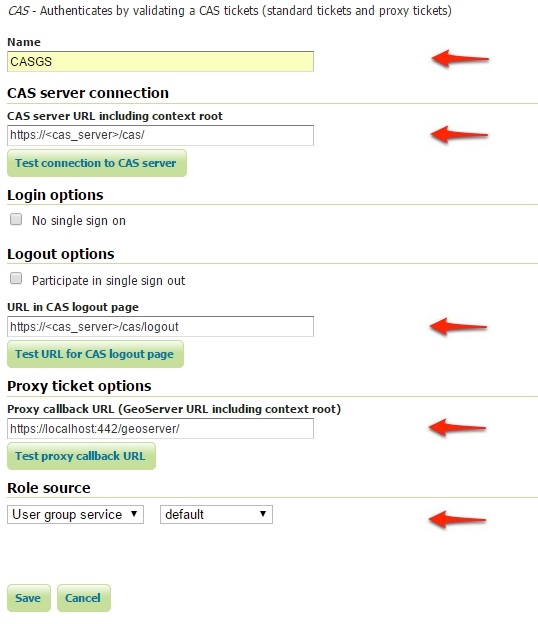 CAS - Authenticates by validating a CAS tickets (standard tickets and proxy tickets)
Name
CASGS
CAS server connection
CAS server URL including context root
https://<cas_server>/cas/
Test connection to CAS server
Login options
No single sign on
Logout options
Participate in single sign out
URL in CAS logout page
https://<cas_server>/cas/logout
Test URL for CAS logout page
Proxy ticket options
Proxy callback URL (GeoServer URL including context root)
https://localhost:442/geoserver/
Test proxy callback URL
Role source
User group service default
Save Cancel